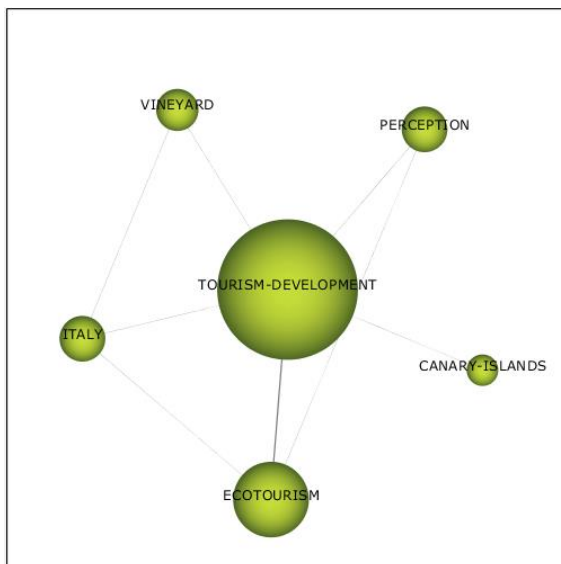 VINEYARD
PERCEPTION
TOURISM-DEVELOPMENT
ITALY
CANARY-ISLANDS
ECOTOURISM